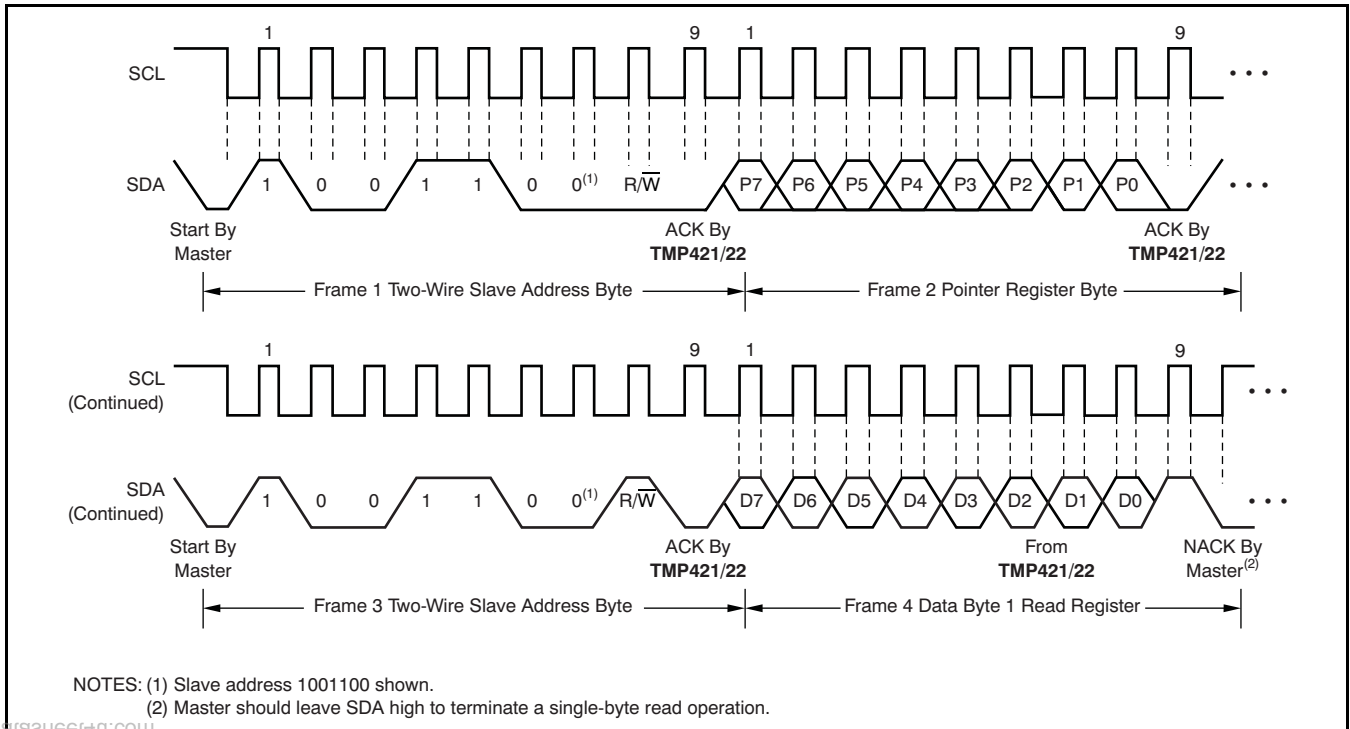 1 9 1 9
SCL
SDA 1 0 0 1 1 0 0(1) R/W̅ P7 P6 P5 P4 P3 P2 P1 P0
Start By Master
ACK By TMP421/22
ACK By TMP421/22
Frame 1 Two-Wire Slave Address Byte
Frame 2 Pointer Register Byte
1 9 1 9
SCL (Continued)
SDA (Continued) 1 0 0 1 1 0 0(1) R/W̅ D7 D6 D5 D4 D3 D2 D1 D0
Start By Master
ACK By TMP421/22
From TMP421/22
NACK By Master(2)
Frame 3 Two-Wire Slave Address Byte
Frame 4 Data Byte 1 Read Register
NOTES: (1) Slave address 1001100 shown.
(2) Master should leave SDA high to terminate a single-byte read operation.